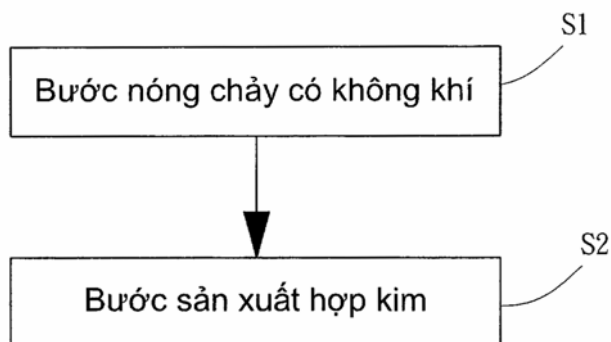 S1
Bước nóng chảy có không khí
S2
Bước sản xuất hợp kim